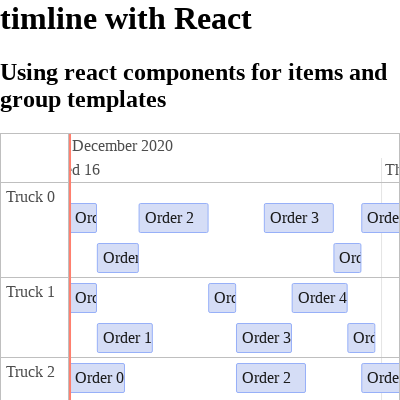 timline with React
Using react components for items and
group templates
December 2020
d 16 Th
Truck 0
Ord Order 2 Order 3 Orde
Order Ord
Truck 1
Ord Ord Order 4
Order 1 Order 3 Ord
Truck 2
Order 0 Order 2 Orde